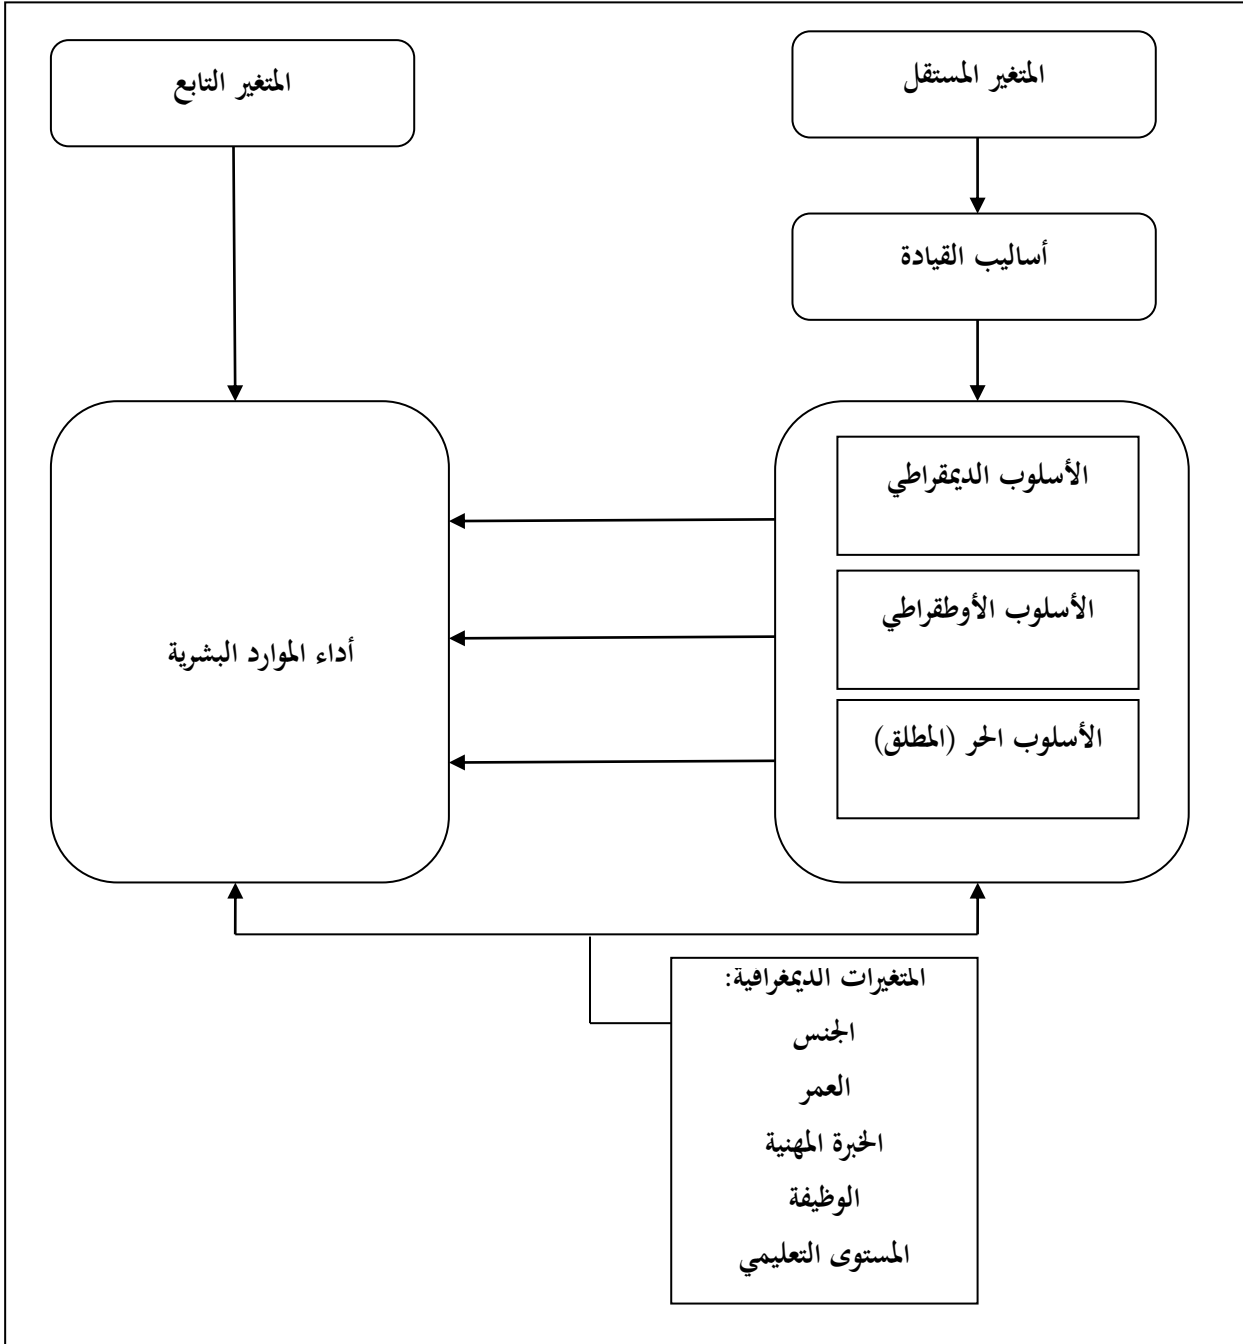 المتغير المستقل
المتغير التابع
أساليب القيادة
الأسلوب الديمقراطي
الأسلوب الأوطقراطي
الأسلوب الحر (المطلق)
أداء الموارد البشرية
المتغيرات الديمغرافية:
الجنس
العمر
الخبرة المهنية
الوظيفة
المستوى التعليمي